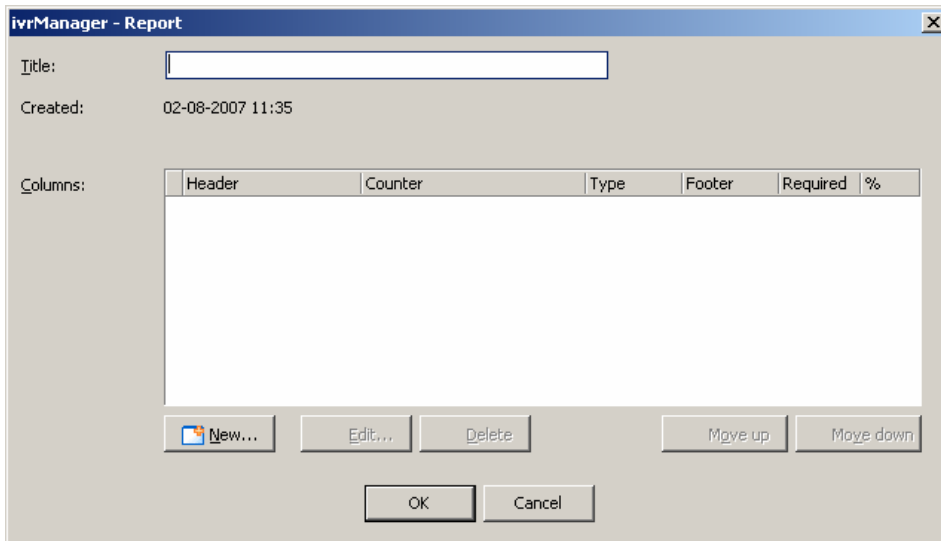 ivrManager - Report
Title:
Created: 02-08-2007 11:35
Columns:
Header Counter Type Footer Required %
New... Edit... Delete Move up Move down
OK Cancel